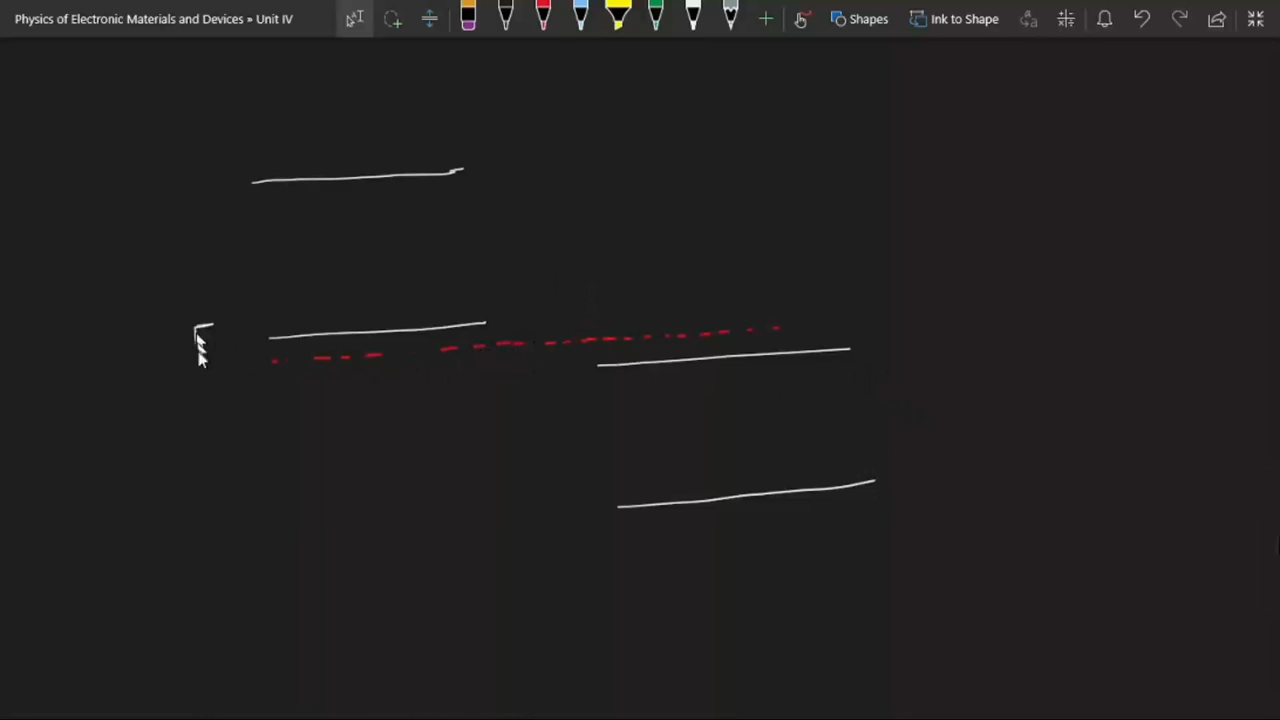 Physics of Electronic Materials and Devices » Unit IV
Shapes
Ink to Shape